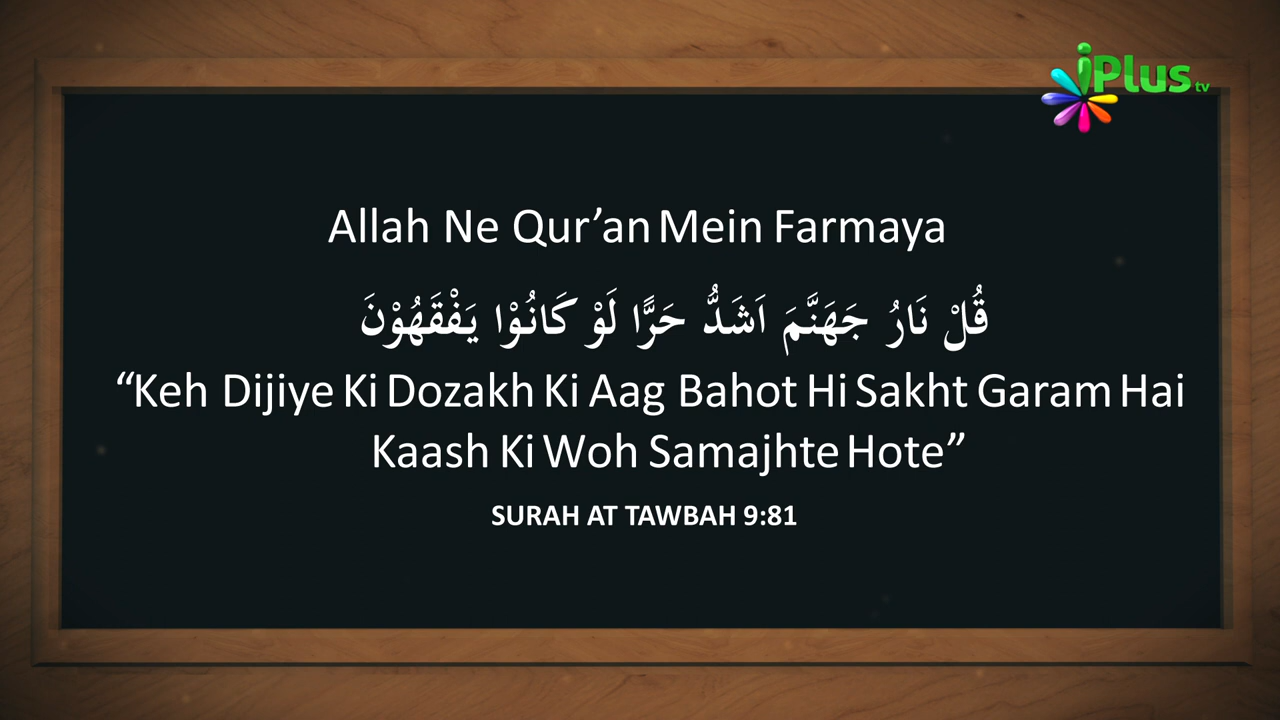 iPlus tv
Allah Ne Qur’an Mein Farmaya
قُلْ نَارُ جَهَنَّمَ اَشَدُّ حَرًّا لَوْ كَانُوْا يَفْقَهُوْنَ
“Keh Dijiye Ki Dozakh Ki Aag Bahot Hi Sakht Garam Hai
Kaash Ki Woh Samajhte Hote”
SURAH AT TAWBAH 9:81